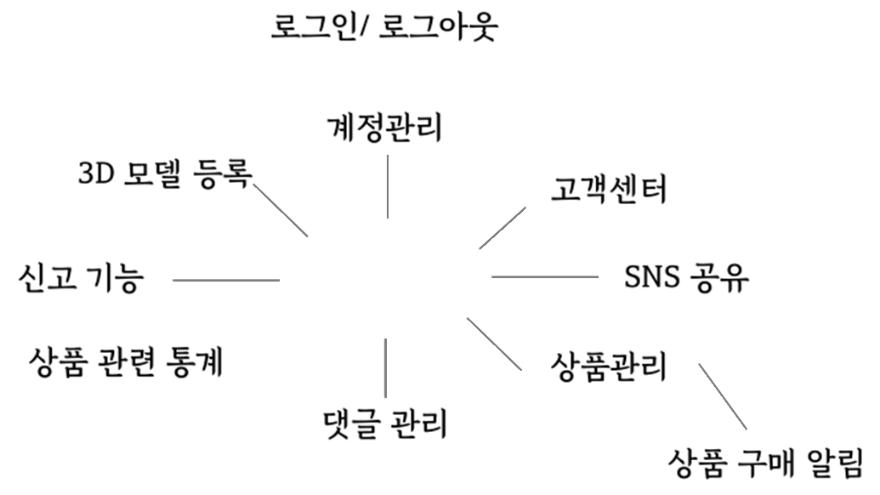 로그인/ 로그아웃
계정관리
3D 모델 등록
고객센터
신고 기능
SNS 공유
상품 관련 통계
상품관리
댓글 관리
상품 구매 알림